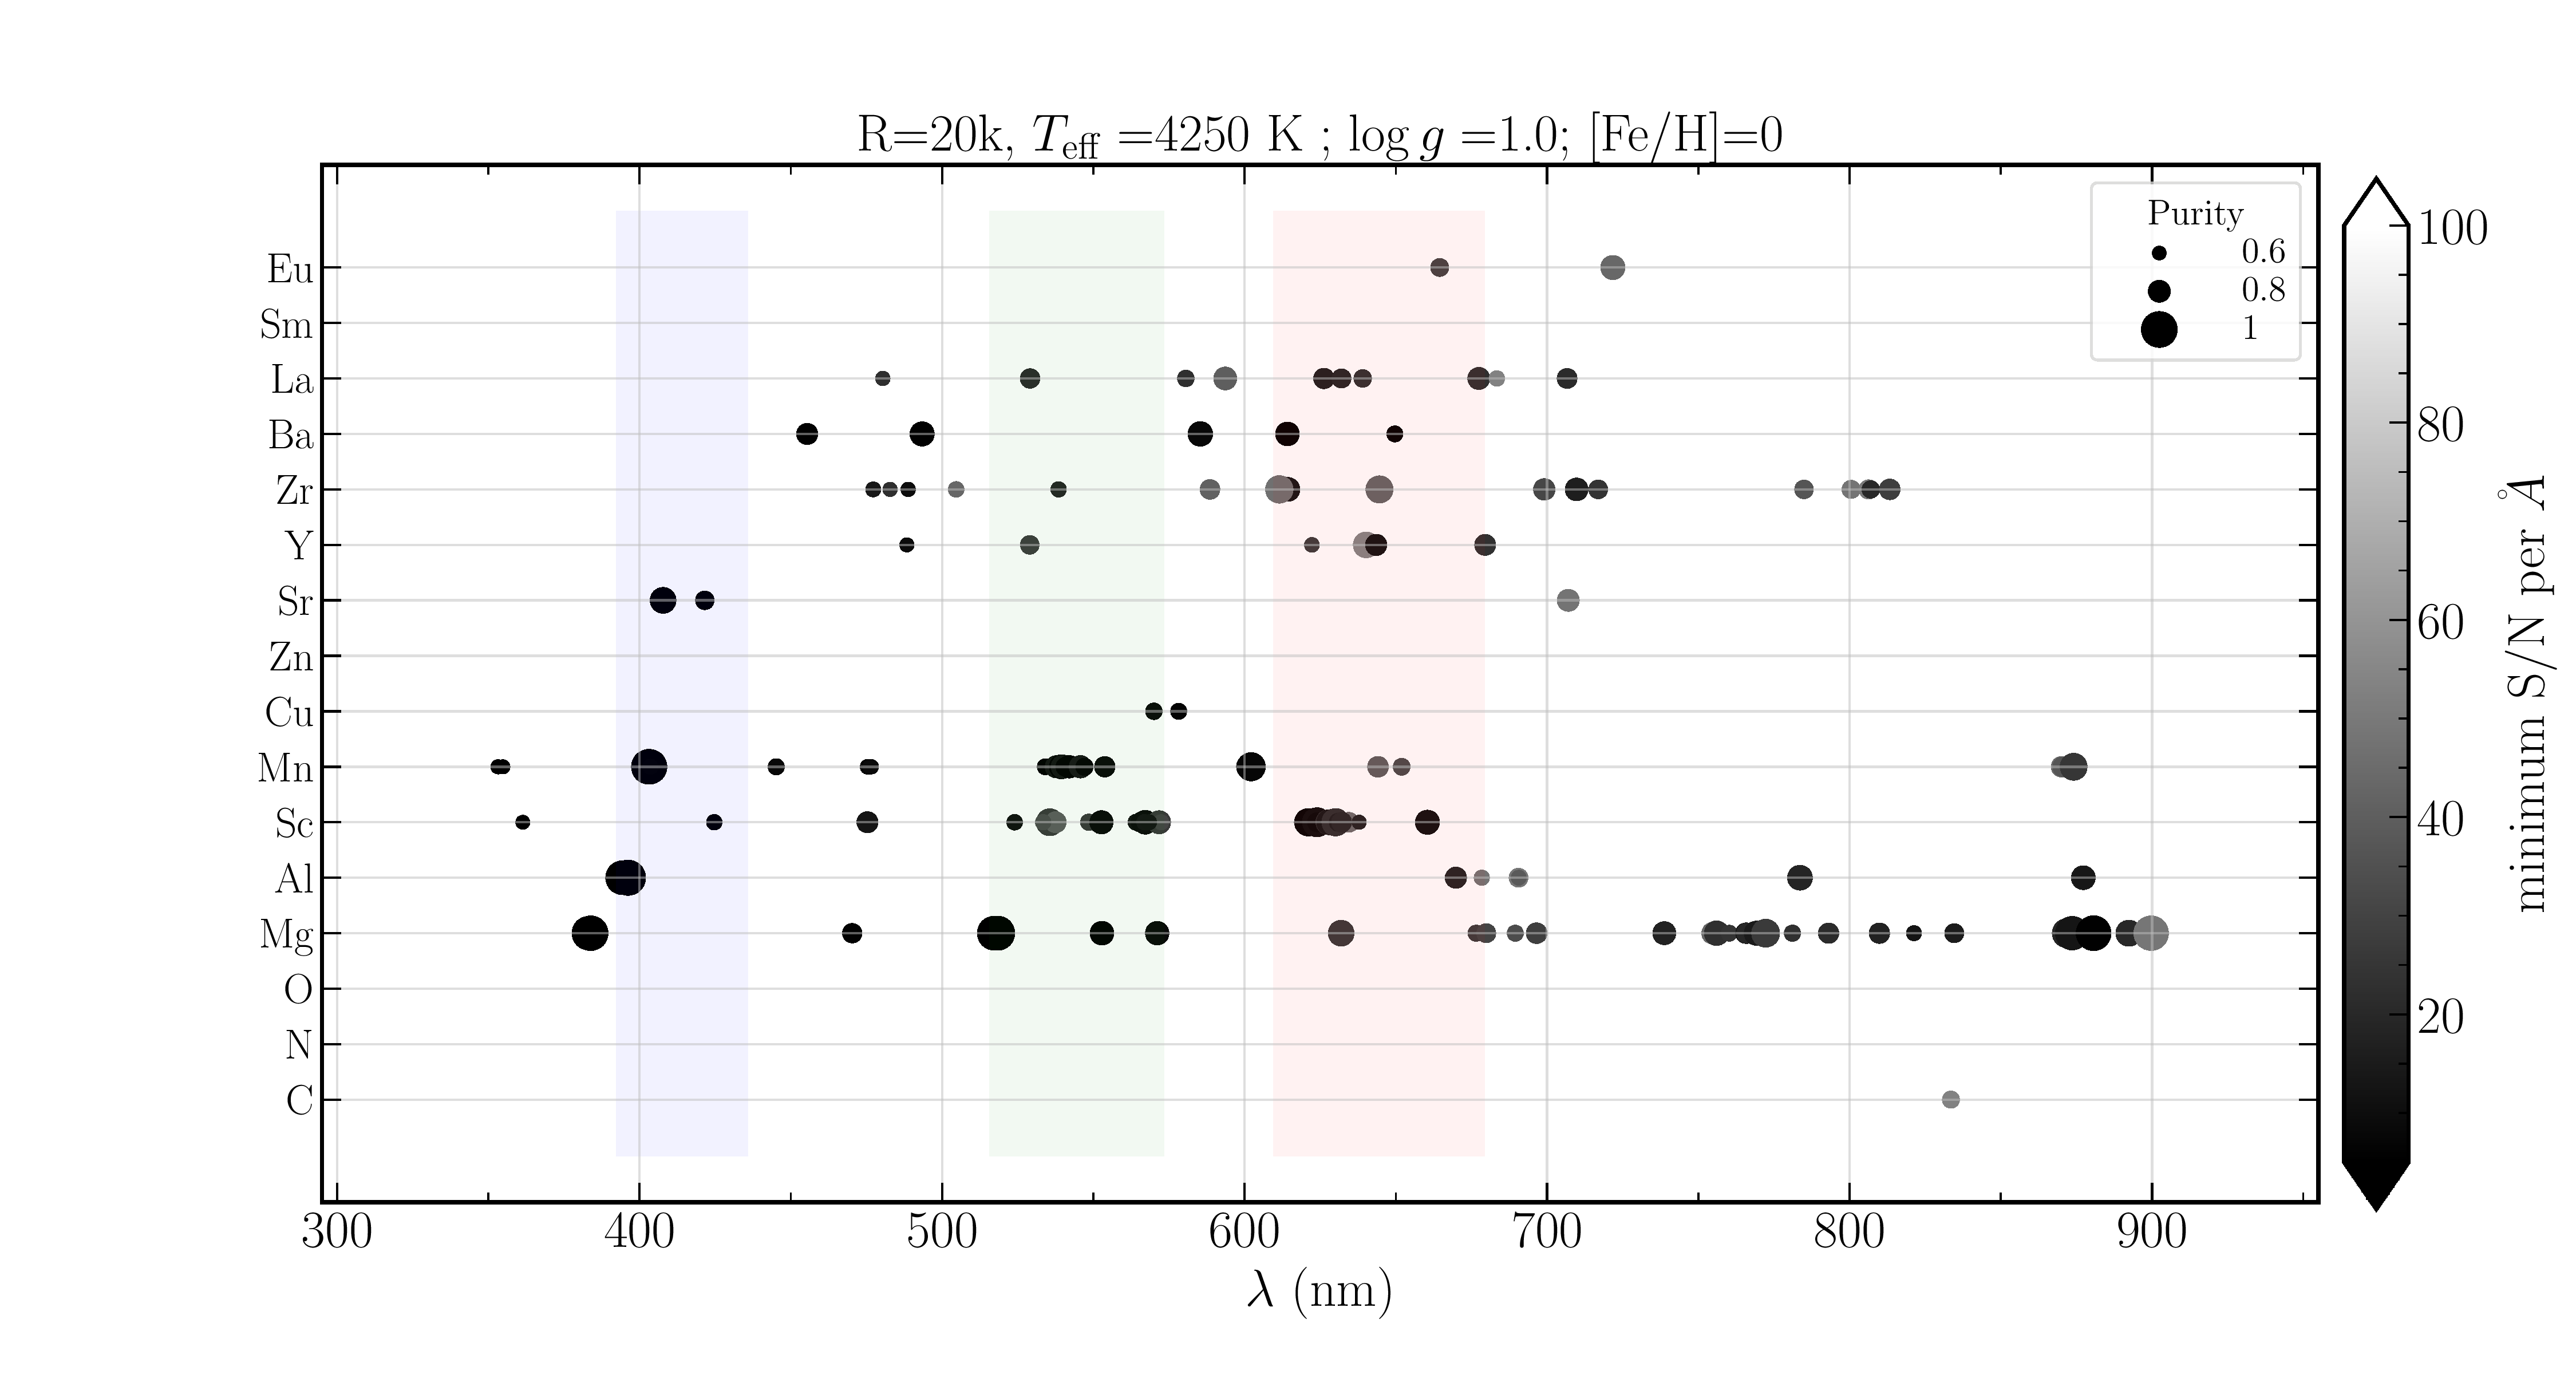 R=20k, T_eff =4250 K ; log g =1.0; [Fe/H]=0
Purity
0.6
0.8
1
Eu
Sm
La
Ba
Zr
Y
Sr
Zn
Cu
Mn
Sc
Al
Mg
O
N
C
300 400 500 600 700 800 900
λ (nm)
100
80
60
40
20
minimum S/N per Å